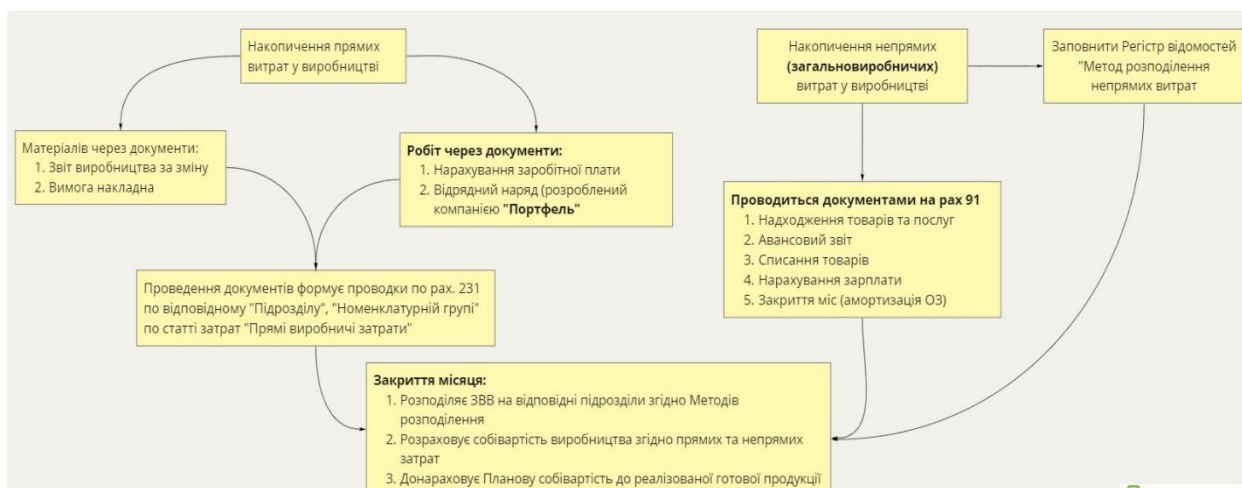 Накопичення прямих
витрат у виробництві
Накопичення непрямих
(загальновиробничих)
витрат у виробництві
Заповнити Регістр відомостей
"Метод розподілення
непрямих витрат
Матеріалів через документи:
1. Звіт виробництва за зміну
2. Вимога накладна
Робіт через документи:
1. Нарахування заробітної плати
2. Відрядний наряд (розроблений
компанією "Портфель"
Проводиться документами на рах 91
1. Надходження товарів та послуг
2. Авансовий звіт
3. Списання товарів
4. Нарахування зарплати
5. Закриття міс (амортизація ОЗ)
Проведення документів формує проводки по рах. 231
по відповідному "Підрозділу", "Номенклатурній групі"
по статті затрат "Прямі виробничі затрати"
Закриття місяця:
1. Розподіляє ЗВВ на відповідні підрозділи згідно Методів
розподілення
2. Розраховує собівартість виробництва згідно прямих та непрямих
затрат
3. Донараховує Планову собівартість до реалізованої готової продукції